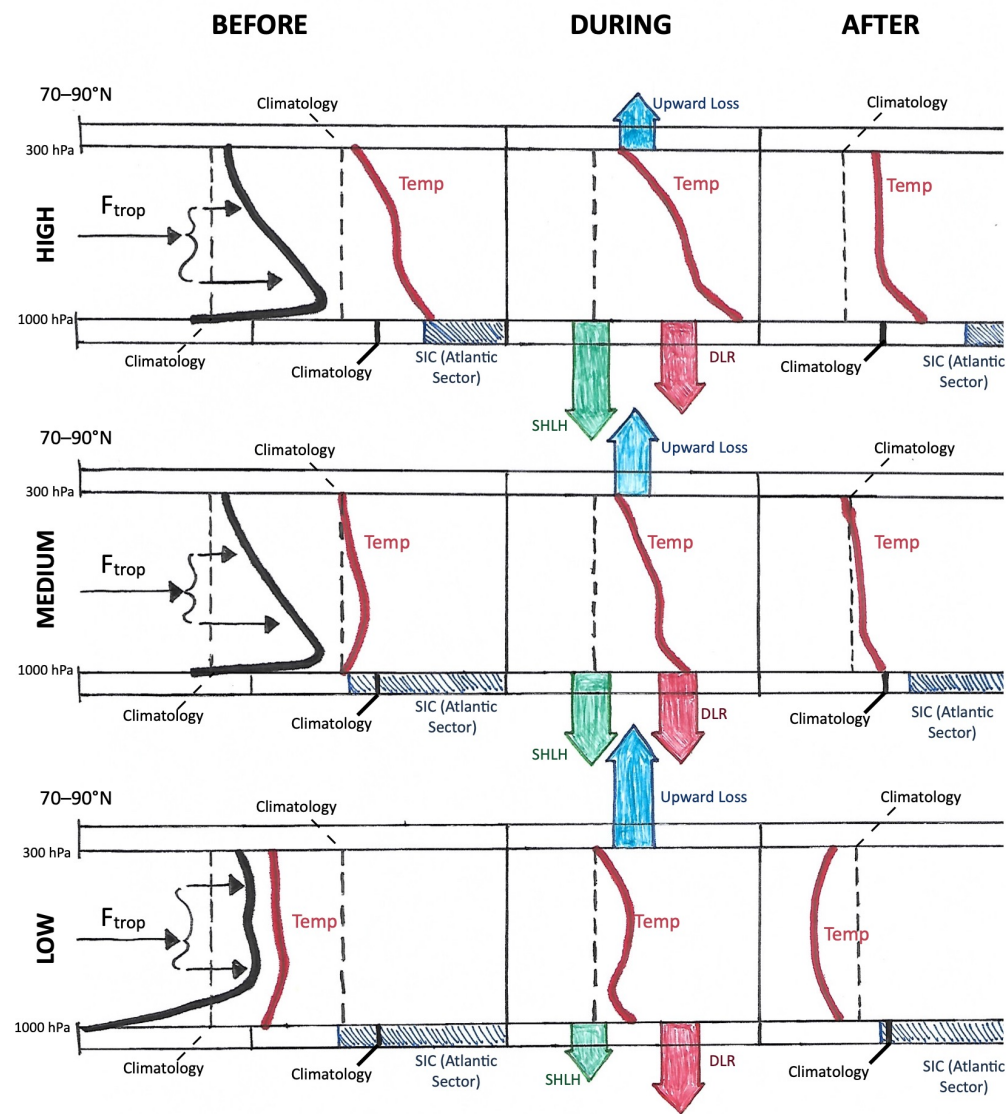 BEFORE
DURING
AFTER
70–90°N
Climatology
Upward Loss
Climatology
300 hPa
HIGH
Ftrop
Temp
Temp
Temp
1000 hPa
Climatology
Climatology
SIC (Atlantic
Sector)
SHLH
DLR
Climatology
SIC (Atlantic
Sector)
70–90°N
Climatology
Upward Loss
Climatology
300 hPa
MEDIUM
Ftrop
Temp
Temp
Temp
1000 hPa
Climatology
Climatology
SIC (Atlantic
Sector)
SHLH
DLR
Climatology
SIC (Atlantic
Sector)
70–90°N
Climatology
Upward Loss
Climatology
300 hPa
LOW
Ftrop
Temp
Temp
Temp
1000 hPa
Climatology
Climatology
SIC (Atlantic
Sector)
SHLH
DLR
Climatology
SIC (Atlantic
Sector)